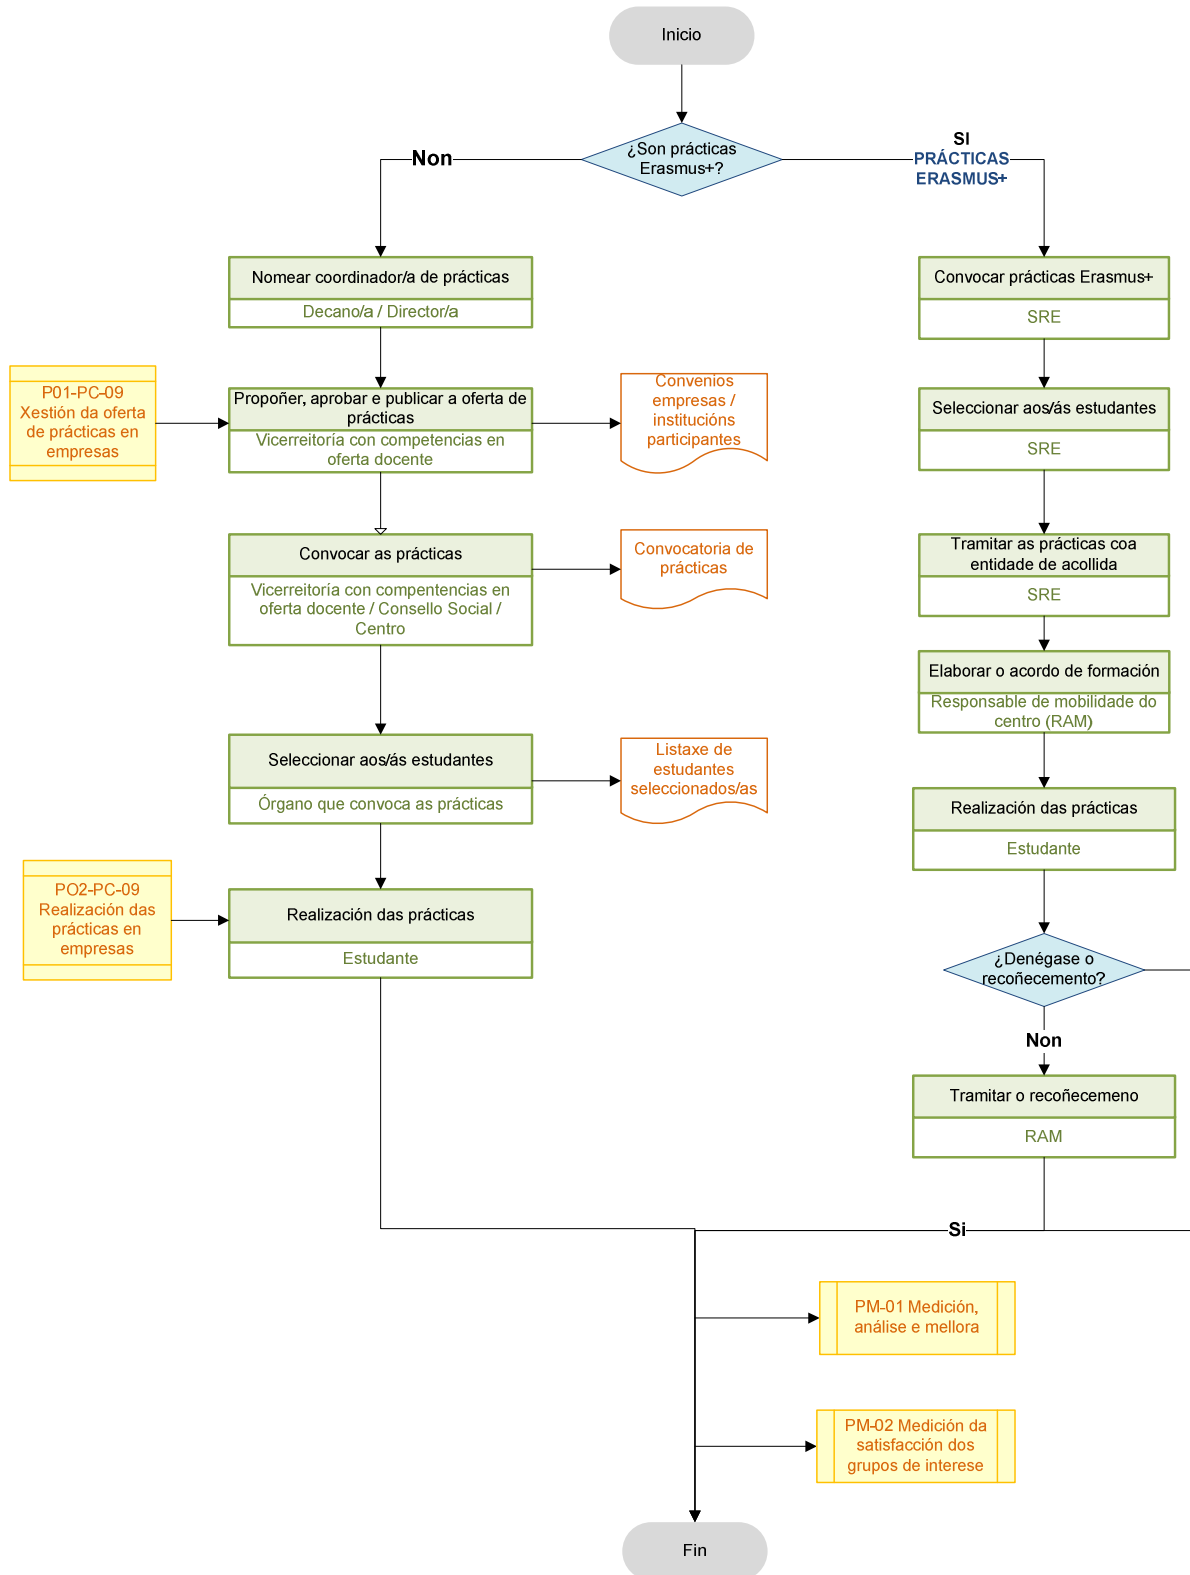 Inicio
¿Son prácticas
Erasmus+?
Non
SI
PRÁCTICAS
ERASMUS+
Nomear coordinador/a de prácticas
Decano/a / Director/a
P01-PC-09
Xestión da oferta
de prácticas en
empresas
Propoñer, aprobar e publicar a oferta de
prácticas
Vicerreitoría con competencias en
oferta docente
Convenios
empresas /
institucións
participantes
Convocar as prácticas
Vicerreitoría con compentencias en
oferta docente / Consello Social /
Centro
Convocatoria de
prácticas
Seleccionar aos/ás estudantes
Órgano que convoca as prácticas
Listaxe de
estudantes
seleccionados/as
PO2-PC-09
Realización das
prácticas en
empresas
Realización das prácticas
Estudante
Convocar prácticas Erasmus+
SRE
Seleccionar aos/ás estudantes
SRE
Tramitar as prácticas coa
entidade de acollida
SRE
Elaborar o acordo de formación
Responsable de mobilidade do
centro (RAM)
Realización das prácticas
Estudante
¿Denégase o
recoñecemento?
Non
Tramitar o recoñecemeno
RAM
Si
PM-01 Medición,
análise e mellora
PM-02 Medición da
satisfacción dos
grupos de interese
Fin